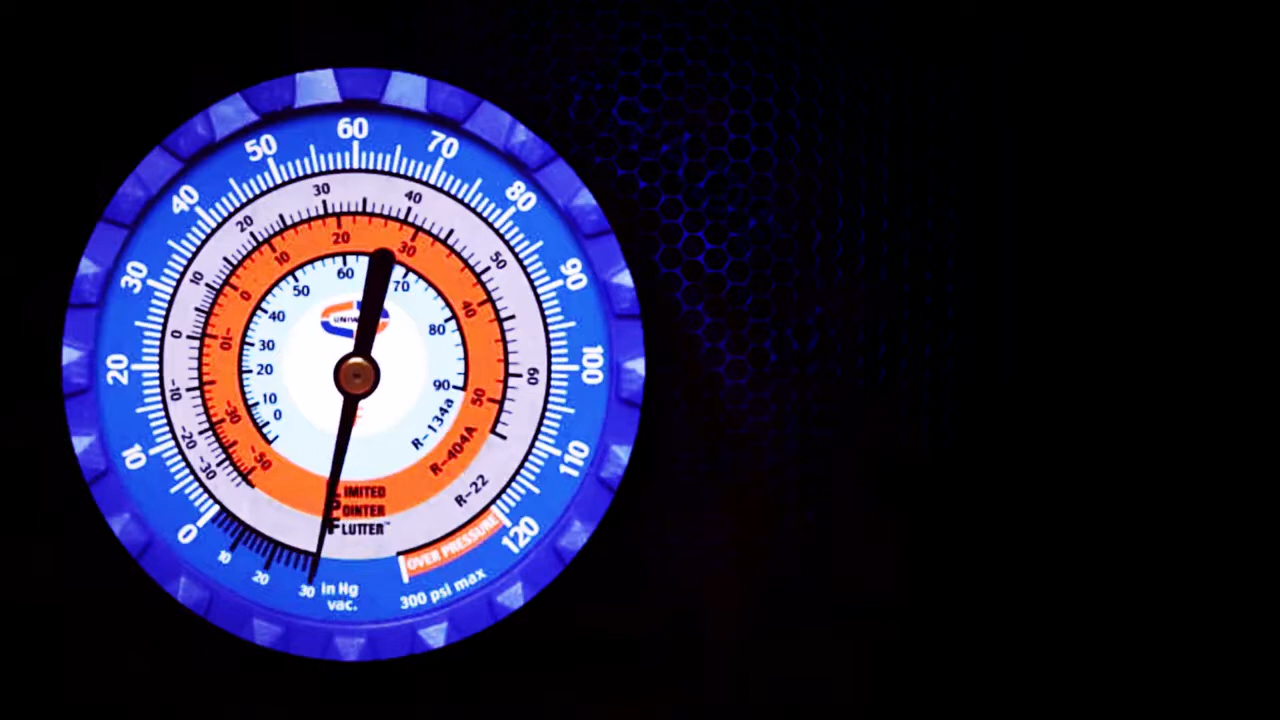 0 10 20 30 40 50 60 70 80 90 100 110 120
-30 -20 -10 0 10 20 30 40 50 60
-50 -30 -10 0 10 20 30 40 50
0 10 20 30 40 50 60 70 80 90
R-134a
R-404A
R-22
LIMITED
POINTER
FLUTTER™
OVER PRESSURE
10 20 30 in Hg
vac.
300 psi max